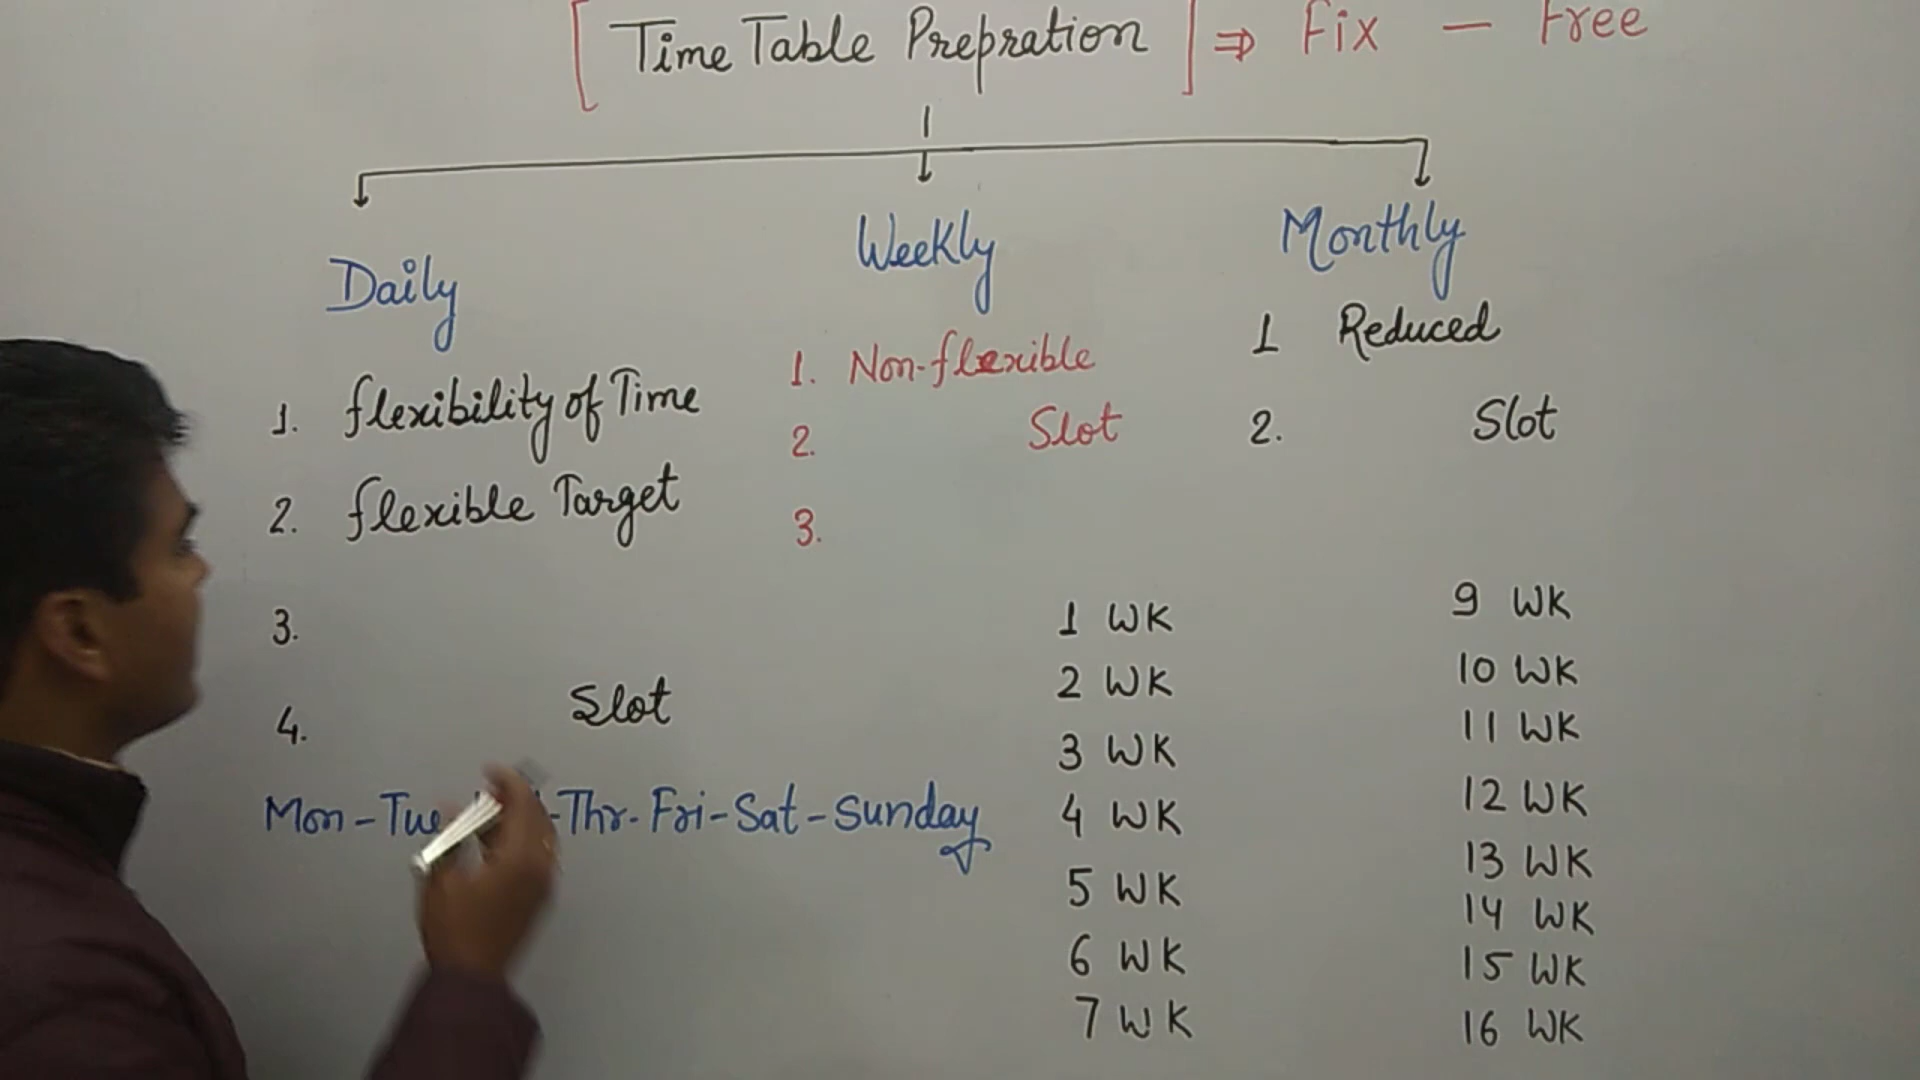 [ Time Table Prepration ] ⇒ Fix – Free
Daily
1. flexibility of Time
2. flexible Target
3.
4. Slot
Mon-Tue -Thr.Fri-Sat-Sunday
Weekly
1. Non-flexible
2. Slot
3.
1 WK
2 WK
3 WK
4 WK
5 WK
6 WK
7 WK
Monthly
1 Reduced
2. Slot
9 WK
10 WK
11 WK
12 WK
13 WK
14 WK
15 WK
16 WK